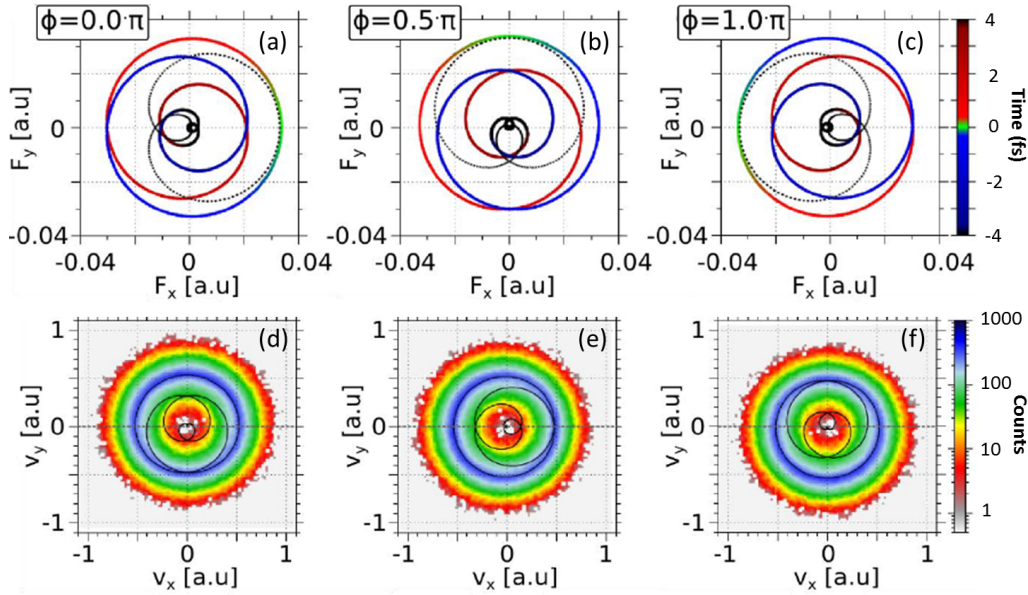 ϕ=0.0·π
(a)
ϕ=0.5·π
(b)
ϕ=1.0·π
(c)
F_y [a.u]
0
-0.04
-0.04 0 0.04
F_x [a.u]
F_y [a.u]
0
-0.04
-0.04 0 0.04
F_x [a.u]
F_y [a.u]
0
-0.04
-0.04 0 0.04
F_x [a.u]
4
2
0
-2
-4
Time (fs)
(d)
(e)
(f)
v_y [a.u]
1
0
-1
-1 0 1
v_x [a.u]
v_y [a.u]
1
0
-1
-1 0 1
v_x [a.u]
v_y [a.u]
1
0
-1
-1 0 1
v_x [a.u]
1000
100
10
1
Counts